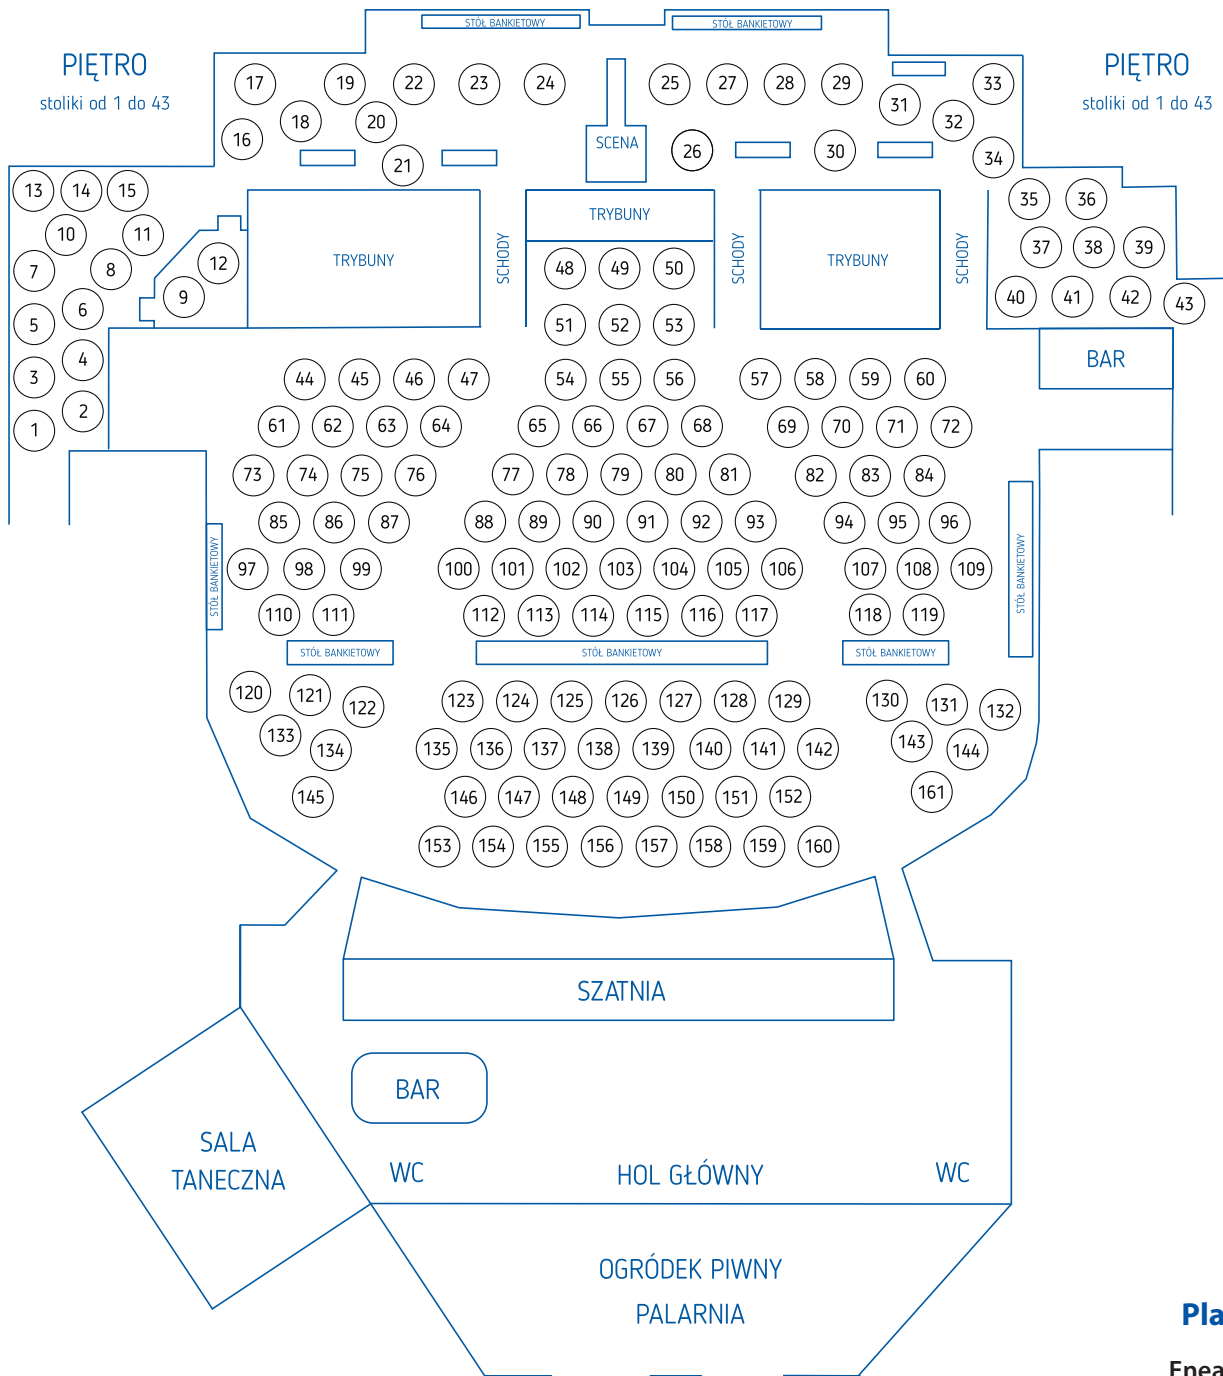 STÓŁ BANKIETOWY STÓŁ BANKIETOWY
PIĘTRO
stoliki od 1 do 43
PIĘTRO
stoliki od 1 do 43
17 19 22 23 24 25 27 28 29 31 33
16 18 20 21 SCENA 26 30 32 34
13 14 15 35 36
10 11 37 38 39
7 8 12 9 40 41 42 43
5 6
3 4
1 2
TRYBUNY
SCHODY
TRYBUNY
SCHODY
TRYBUNY
SCHODY
48 49 50
51 52 53
BAR
44 45 46 47 54 55 56 57 58 59 60
61 62 63 64 65 66 67 68 69 70 71 72
73 74 75 76 77 78 79 80 81 82 83 84
85 86 87 88 89 90 91 92 93 94 95 96
97 98 99 100 101 102 103 104 105 106 107 108 109
110 111 112 113 114 115 116 117 118 119
STÓŁ BANKIETOWY
STÓŁ BANKIETOWY
STÓŁ BANKIETOWY STÓŁ BANKIETOWY STÓŁ BANKIETOWY
120 121 122 123 124 125 126 127 128 129 130 131 132
133 134 135 136 137 138 139 140 141 142 143 144
145 146 147 148 149 150 151 152 161
153 154 155 156 157 158 159 160
SZATNIA
BAR
SALA
TANECZNA
WC HOL GŁÓWNY WC
OGRÓDEK PIWNY
PALARNIA
Pla
Enea